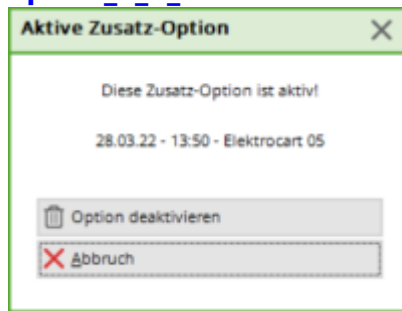 Aktive Zusatz-Option
Diese Zusatz-Option ist aktiv!
28.03.22 - 13:50 - Elektrocart 05
Option deaktivieren
Abbruch